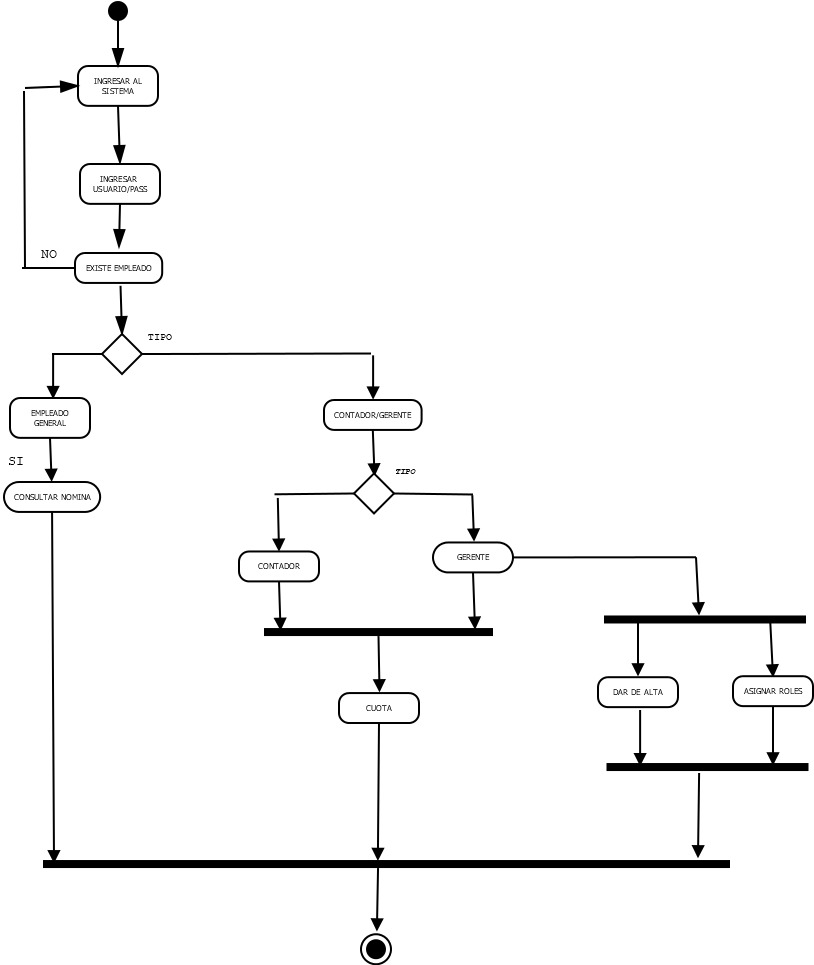 INGRESAR AL
SISTEMA
INGRESAR
USUARIO/PASS
NO
EXISTE EMPLEADO
TIPO
EMPLEADO
GENERAL
CONTADOR/GERENTE
SI
TIPO
CONSULTAR NOMINA
CONTADOR
GERENTE
DAR DE ALTA
ASIGNAR ROLES
CUOTA